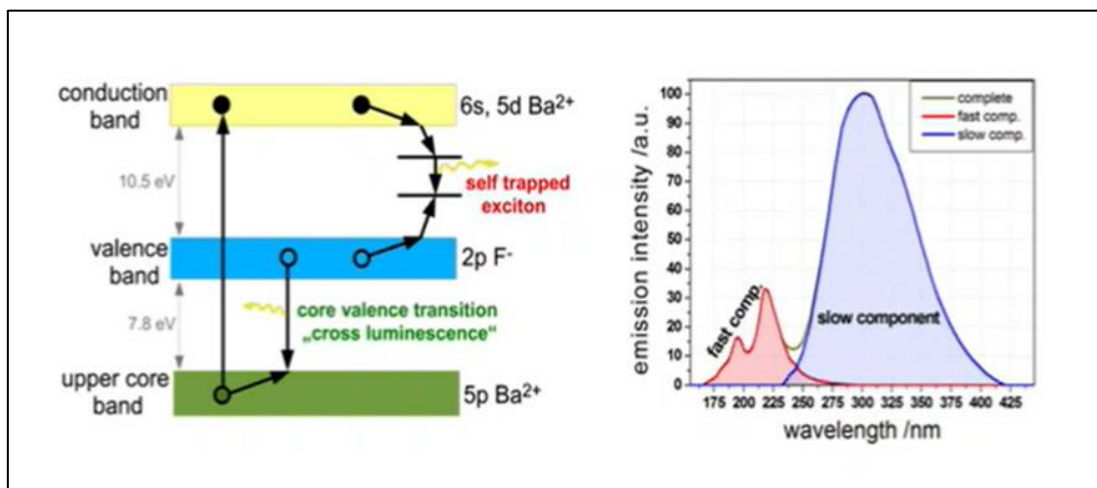 conduction
band
6s, 5d Ba²⁺
10.5 eV
self trapped
exciton
valence
band
2p F⁻
7.8 eV
core valence transition
„cross luminescence“
upper core
band
5p Ba²⁺
emission intensity /a.u.
100
90
80
70
60
50
40
30
20
10
0
complete
fast comp.
slow comp.
fast comp.
slow component
175 200 225 250 275 300 325 350 375 400 425
wavelength /nm